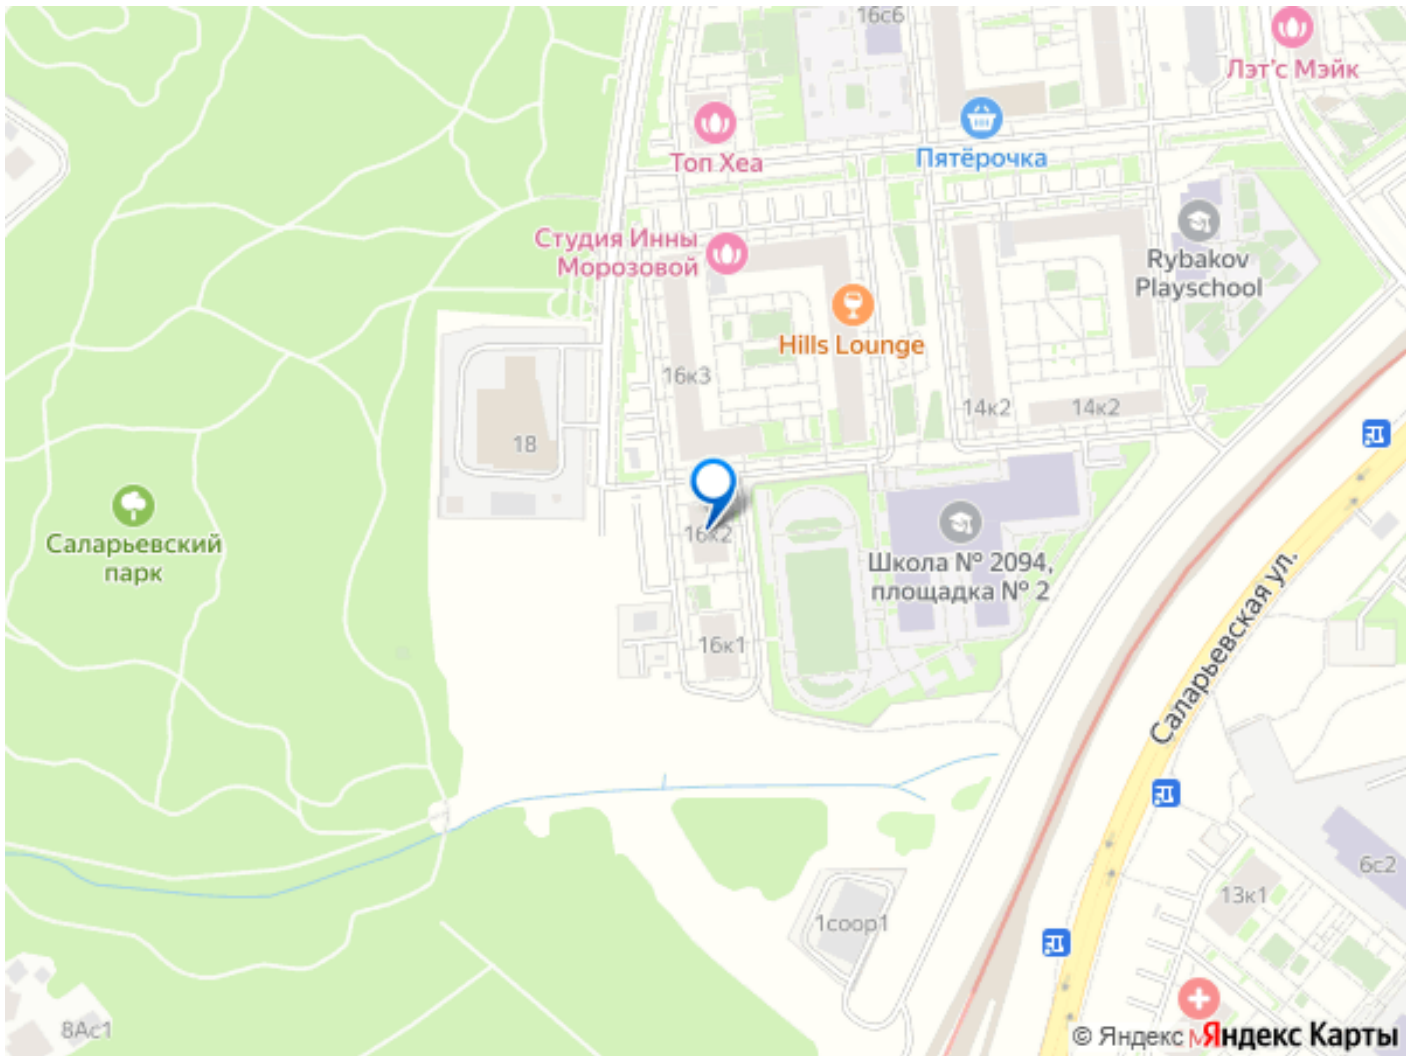 16с6
Лэт'с Мэйк
Топ Хеа
Пятёрочка
Студия Инны
Морозовой
Rybakov
Playschool
Hills Lounge
16к3
14к2
14к2
18
Саларьевский
парк
16к2
Школа № 2094,
площадка № 2
16к1
Саларьевская ул.
6с2
13к1
1соор1
8Ас1
© Яндекс М
Яндекс Карты